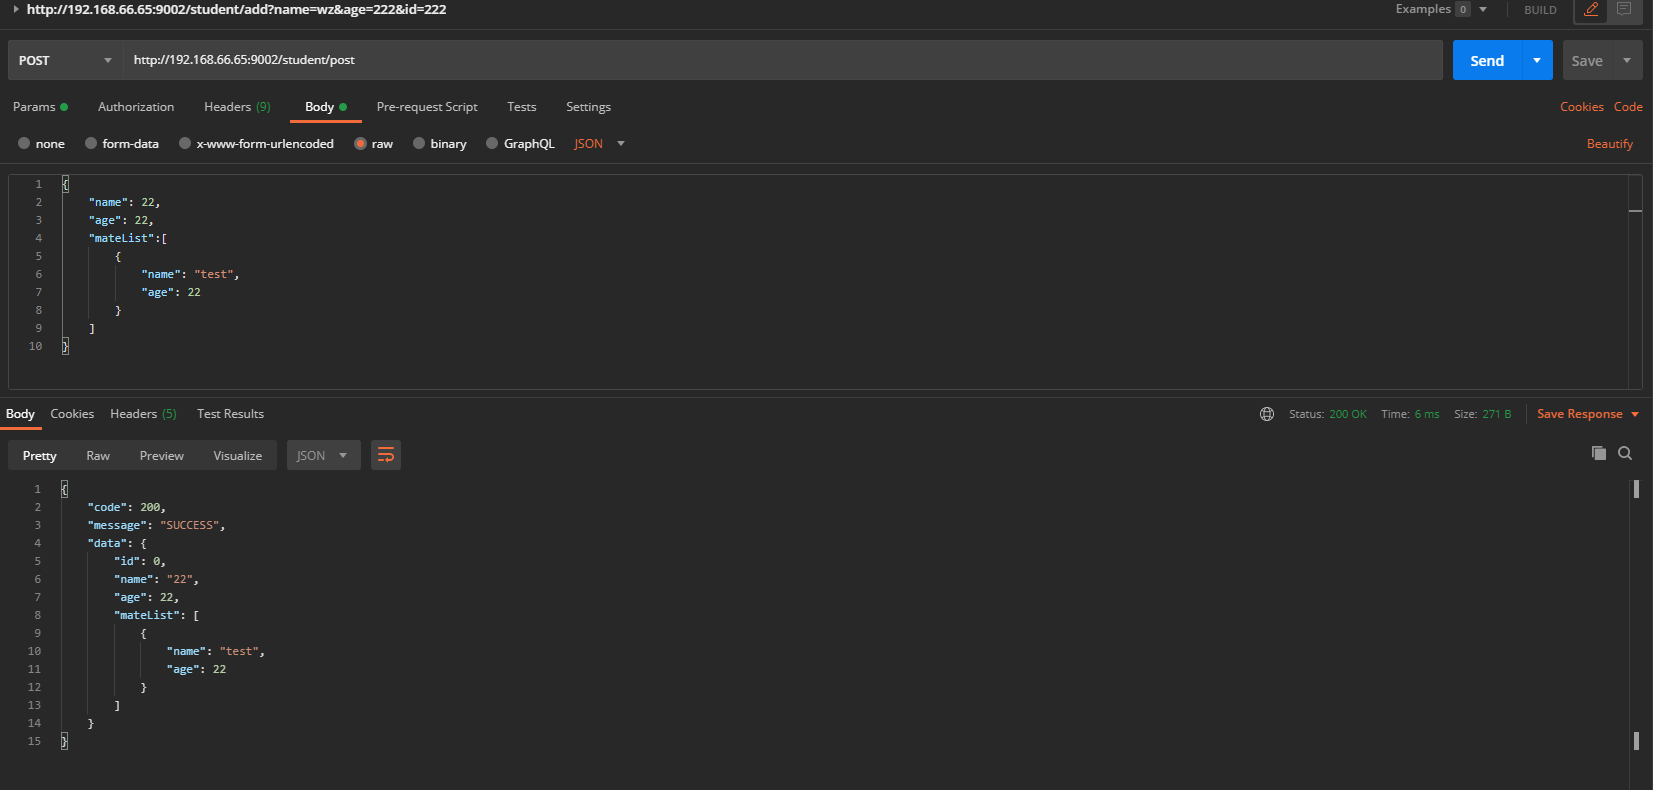 http://192.168.66.65:9002/student/add?name=wz&age=222&id=222 Examples 0 BUILD
POST http://192.168.66.65:9002/student/post Send Save
Params Authorization Headers (9) Body Pre-request Script Tests Settings Cookies Code
none form-data x-www-form-urlencoded raw binary GraphQL JSON Beautify
1 {
2 "name": 22,
3 "age": 22,
4 "mateList":[
5 {
6 "name": "test",
7 "age": 22
8 }
9 ]
10 }
Body Cookies Headers (5) Test Results Status: 200 OK Time: 6 ms Size: 271 B Save Response
Pretty Raw Preview Visualize JSON
1 {
2 "code": 200,
3 "message": "SUCCESS",
4 "data": {
5 "id": 0,
6 "name": "22",
7 "age": 22,
8 "mateList": [
9 {
10 "name": "test",
11 "age": 22
12 }
13 ]
14 }
15 }